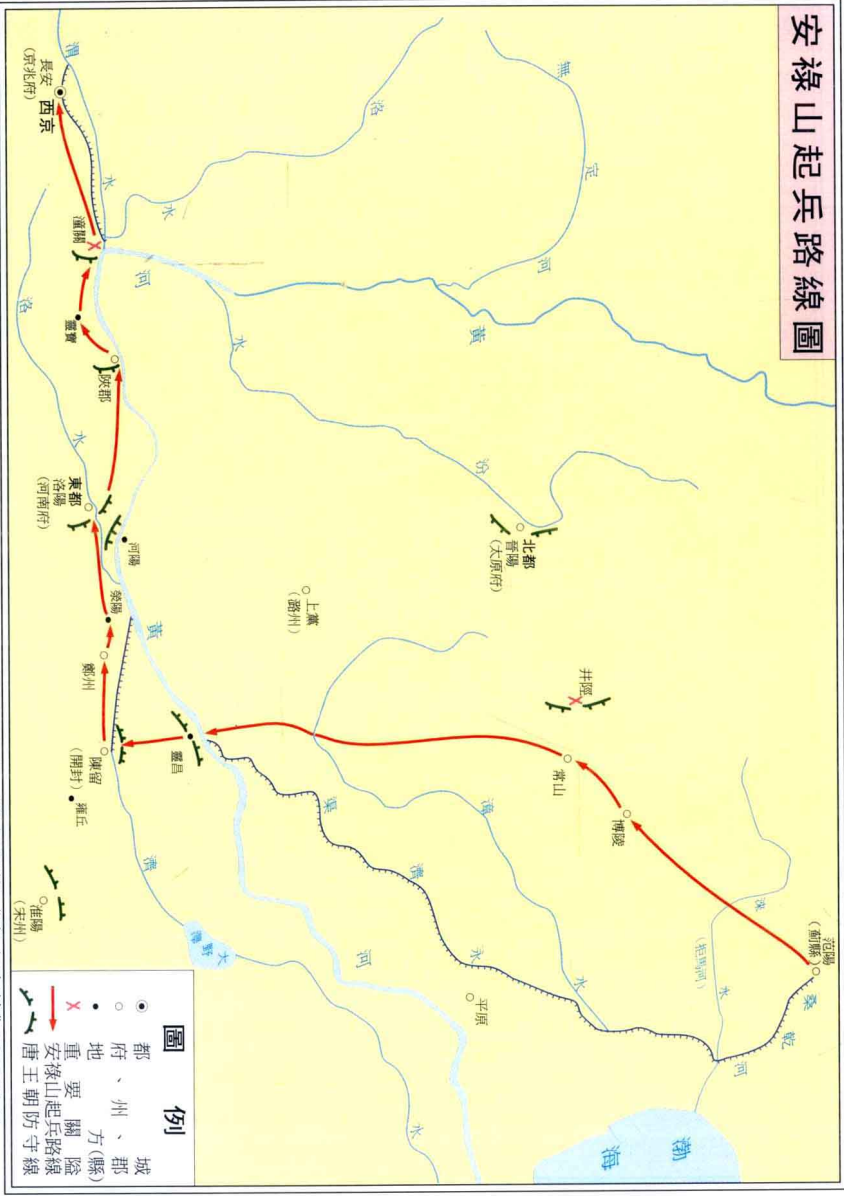 安祿山起兵路線圖
無定河
洛水
渭水
長安
(京兆府)
西京
潼關
河
靈寶
陝郡
洛水
東都
洛陽
(河南府)
河陽
滎陽
鄭州
黃
汾水
北都
晉陽
(太原府)
上黨
(潞州)
井陘
常山
博陵
范陽
(薊縣)
淶水
(拒馬河)
桑乾河
漳水
永濟渠
黃河
靈昌
陳留
(開封)
雍丘
淮陽
(宋州)
濟水
大野澤
平原
渤海
圖例
都城
府、州、郡
地方(縣)
重要關隘
安祿山起兵路線
唐王朝防守線